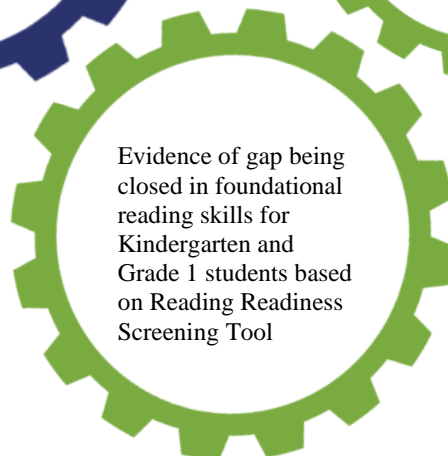 Evidence of gap being
closed in foundational
reading skills for
Kindergarten and
Grade 1 students based
on Reading Readiness
Screening Tool